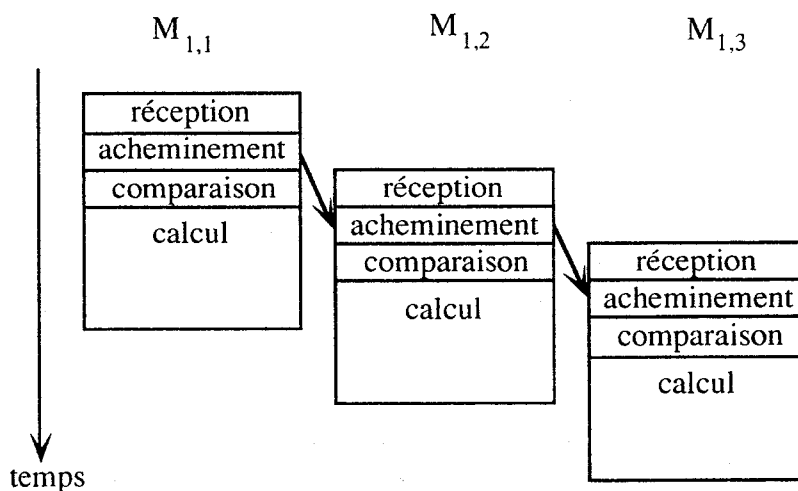 M1,1
M1,2
M1,3
réception
acheminement
comparaison
calcul
réception
acheminement
comparaison
calcul
réception
acheminement
comparaison
calcul
temps